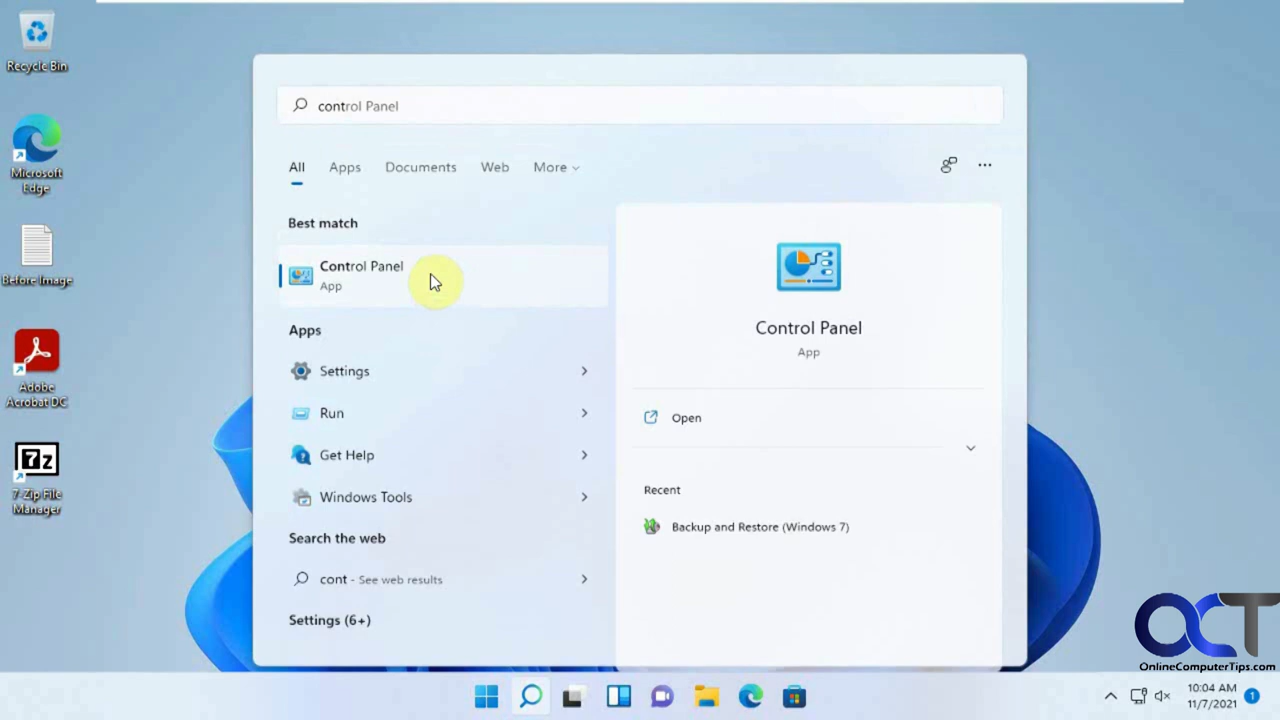 Recycle Bin
Microsoft
Edge
Before Image
Adobe
Acrobat DC
7z
7-Zip File
Manager
control Panel
All
Apps
Documents
Web
More
Best match
Control Panel
App
Apps
Settings
Run
Get Help
Windows Tools
Search the web
cont - See web results
Settings (6+)
Control Panel
App
Open
Recent
Backup and Restore (Windows 7)
OCT
OnlineComputerTips.com
10:04 AM
11/7/2021
1